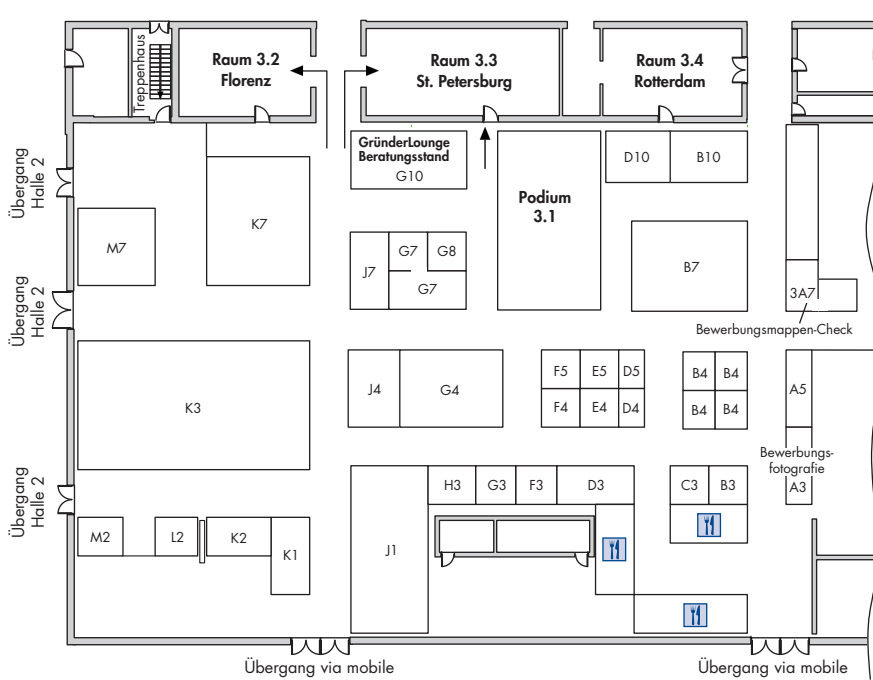 Treppenhaus
Raum 3.2
Florenz
Raum 3.3
St. Petersburg
Raum 3.4
Rotterdam
Übergang
Halle 2
GründerLounge
Beratungsstand
G10
D10
B10
Podium
3.1
K7
M7
J7
G7
G8
G7
B7
3A7
Bewerbungsmappen-Check
Übergang
Halle 2
K3
J4
G4
F5
E5
D5
F4
E4
D4
B4
B4
B4
B4
A5
Bewerbungs-
fotografie
A3
Übergang
Halle 2
H3
G3
F3
D3
C3
B3
M2
L2
K2
K1
J1
Übergang via mobile
Übergang via mobile